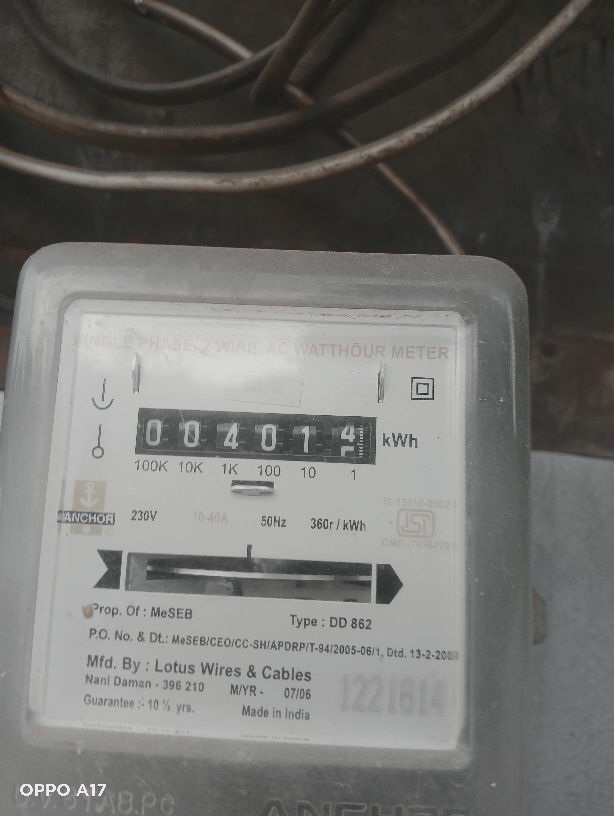 SINGLE PHASE, 2 WIRE, AC WATTHOUR METER
0 0 4 0 1 4 kWh
100K 10K 1K 100 10 1
ANCHOR
230V 10-40A 50Hz 360r / kWh
IS:13010-2002
Prop. Of : MeSEB
Type : DD 862
P.O. No. & Dt.: MeSEB/CEO/CC-SH/APDRP/T-94/2005-06/1, Dtd. 13-2-
Mfd. By : Lotus Wires & Cables
Nani Daman - 396 210 M/YR - 07/06
Guarantee :- 10 ½ yrs. Made in India
1221614
OPPO A17